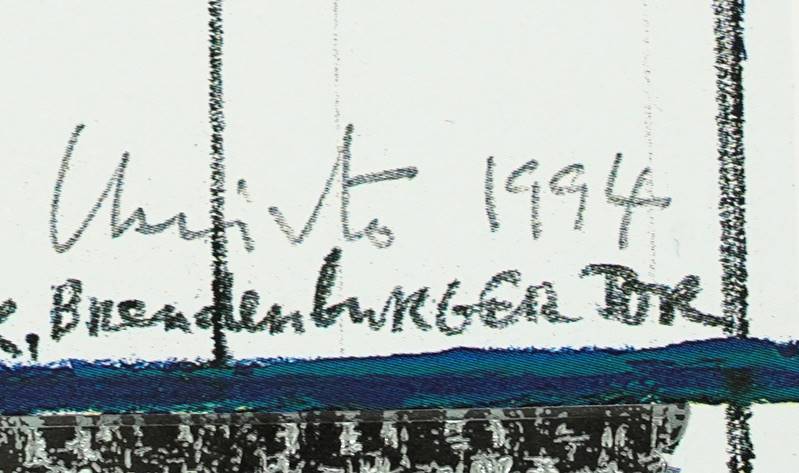 Christo 1994
, BrandenburGER TOR